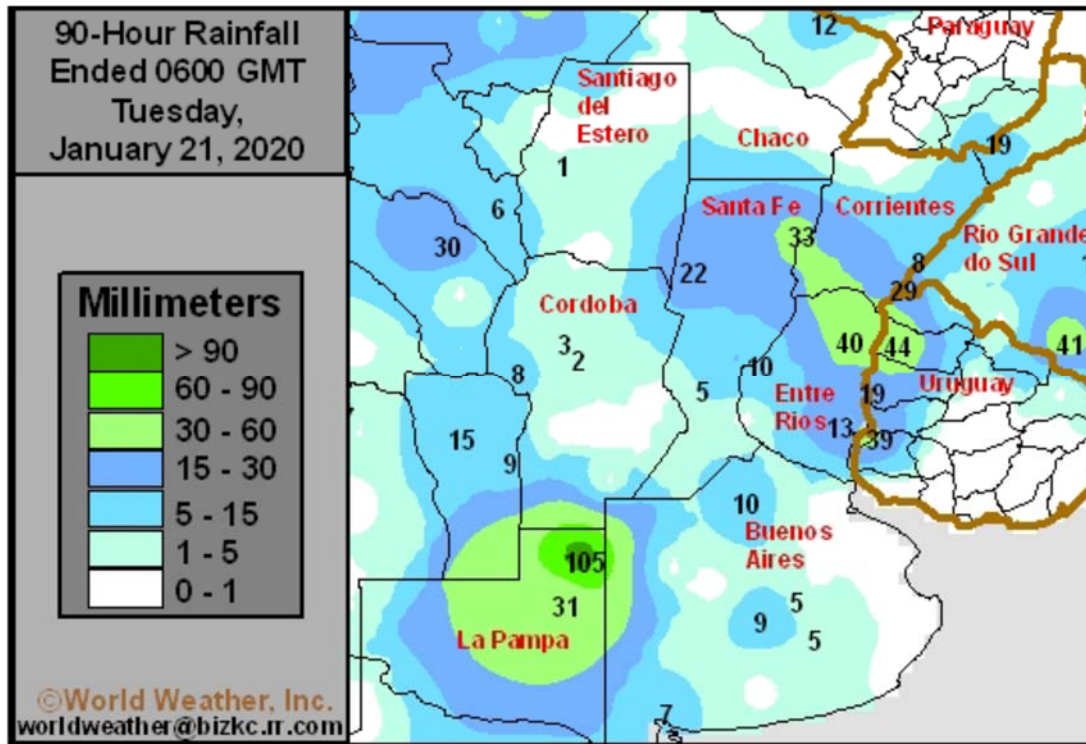 90-Hour Rainfall
Ended 0600 GMT
Tuesday,
January 21, 2020
Millimeters
> 90
60 - 90
30 - 60
15 - 30
5 - 15
1 - 5
0 - 1
©World Weather, Inc.
worldweather@bizkc.rr.com
12
Paraguay
Santiago
del
Estero
Chaco
19
1
6
Santa Fe
Corrientes
30
33
Rio Grande
do Sul
8
22
29
Cordoba
3
2
40
44
41
8
10
5
19
Uruguay
Entre
Rios
13
39
15
9
10
Buenos
Aires
105
31
5
9
5
La Pampa
7